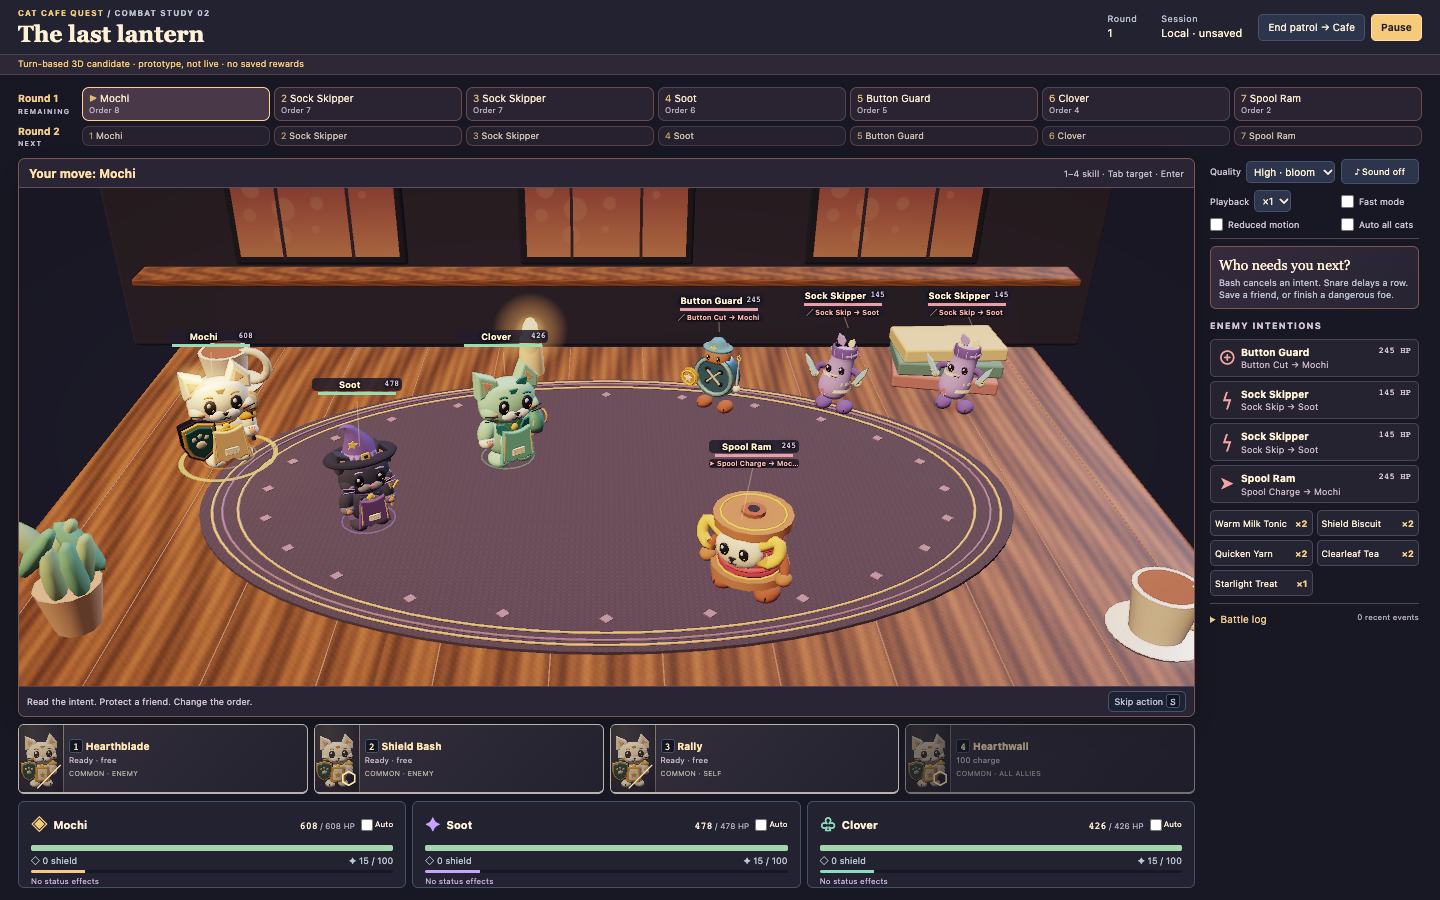 CAT CAFE QUEST / COMBAT STUDY 02
The last lantern
Round
1
Session
Local · unsaved
End patrol → Cafe
Pause
Turn-based 3D candidate · prototype, not live · no saved rewards
Round 1
REMAINING
▶ Mochi
Order 8
2 Sock Skipper
Order 7
3 Sock Skipper
Order 7
4 Soot
Order 6
5 Button Guard
Order 5
6 Clover
Order 4
7 Spool Ram
Order 2
Round 2
NEXT
1 Mochi
2 Sock Skipper
3 Sock Skipper
4 Soot
5 Button Guard
6 Clover
7 Spool Ram
Your move: Mochi
1–4 skill · Tab target · Enter
Button Guard 245
Button Cut → Mochi
Sock Skipper 145
Sock Skip → Soot
Sock Skipper 145
Sock Skip → Soot
Mochi 608
Clover 426
Soot 478
Spool Ram 245
Spool Charge → Moc...
Read the intent. Protect a friend. Change the order.
Skip action S
Quality High · bloom
♪ Sound off
Playback ×1
Fast mode
Reduced motion
Auto all cats
Who needs you next?
Bash cancels an intent. Snare delays a row.
Save a friend, or finish a dangerous foe.
ENEMY INTENTIONS
Button Guard 245 HP
Button Cut → Mochi
Sock Skipper 145 HP
Sock Skip → Soot
Sock Skipper 145 HP
Sock Skip → Soot
Spool Ram 245 HP
Spool Charge → Mochi
Warm Milk Tonic ×2
Shield Biscuit ×2
Quicken Yarn ×2
Clearleaf Tea ×2
Starlight Treat ×1
▶ Battle log
0 recent events
1 Hearthblade
Ready · free
COMMON · ENEMY
2 Shield Bash
Ready · free
COMMON · ENEMY
3 Rally
Ready · free
COMMON · SELF
4 Hearthwall
100 charge
COMMON · ALL ALLIES
Mochi
608 / 608 HP
Auto
◇ 0 shield
✦ 15 / 100
No status effects
Soot
478 / 478 HP
Auto
◇ 0 shield
✦ 15 / 100
No status effects
Clover
426 / 426 HP
Auto
◇ 0 shield
✦ 15 / 100
No status effects